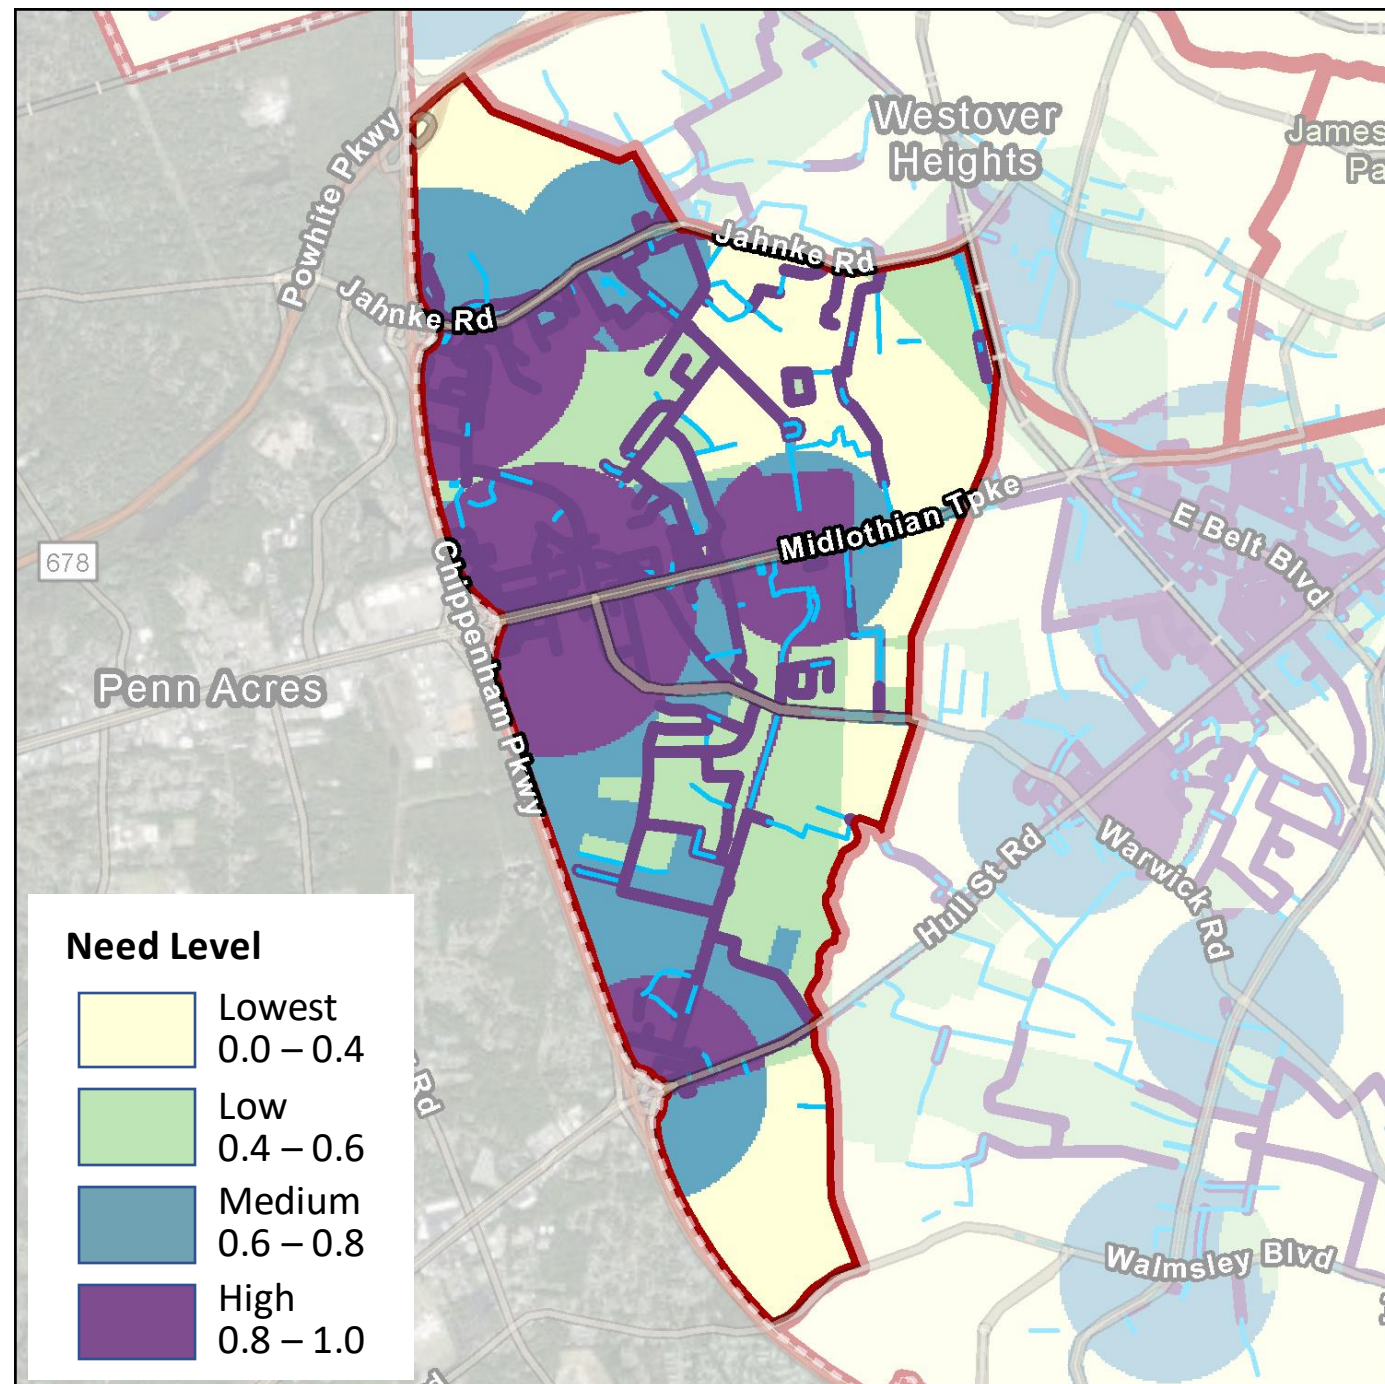 Westover
Heights
James
Pa
Powhite Pkwy
Jahnke Rd
Jahnke Rd
Midlothian Tpke
E Belt Blvd
678
Chippenham Pkwy
Penn Acres
Hull St Rd
Warwick Rd
Walmsley Blvd
Rd
Need Level
Lowest
0.0 – 0.4
Low
0.4 – 0.6
Medium
0.6 – 0.8
High
0.8 – 1.0